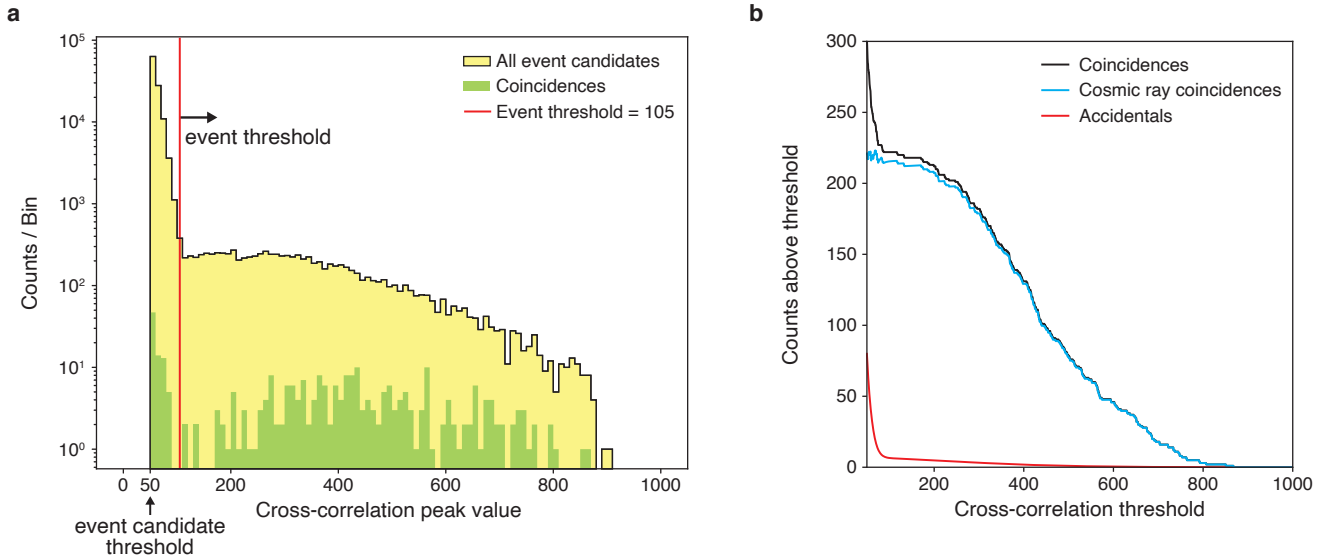 a
Counts / Bin
10⁵
10⁴
10³
10²
10¹
10⁰
All event candidates
Coincidences
Event threshold = 105
event threshold
0 50 200 400 600 800 1000
Cross-correlation peak value
event candidate
threshold
b
Counts above threshold
300
250
200
150
100
50
0
Coincidences
Cosmic ray coincidences
Accidentals
200 400 600 800 1000
Cross-correlation threshold